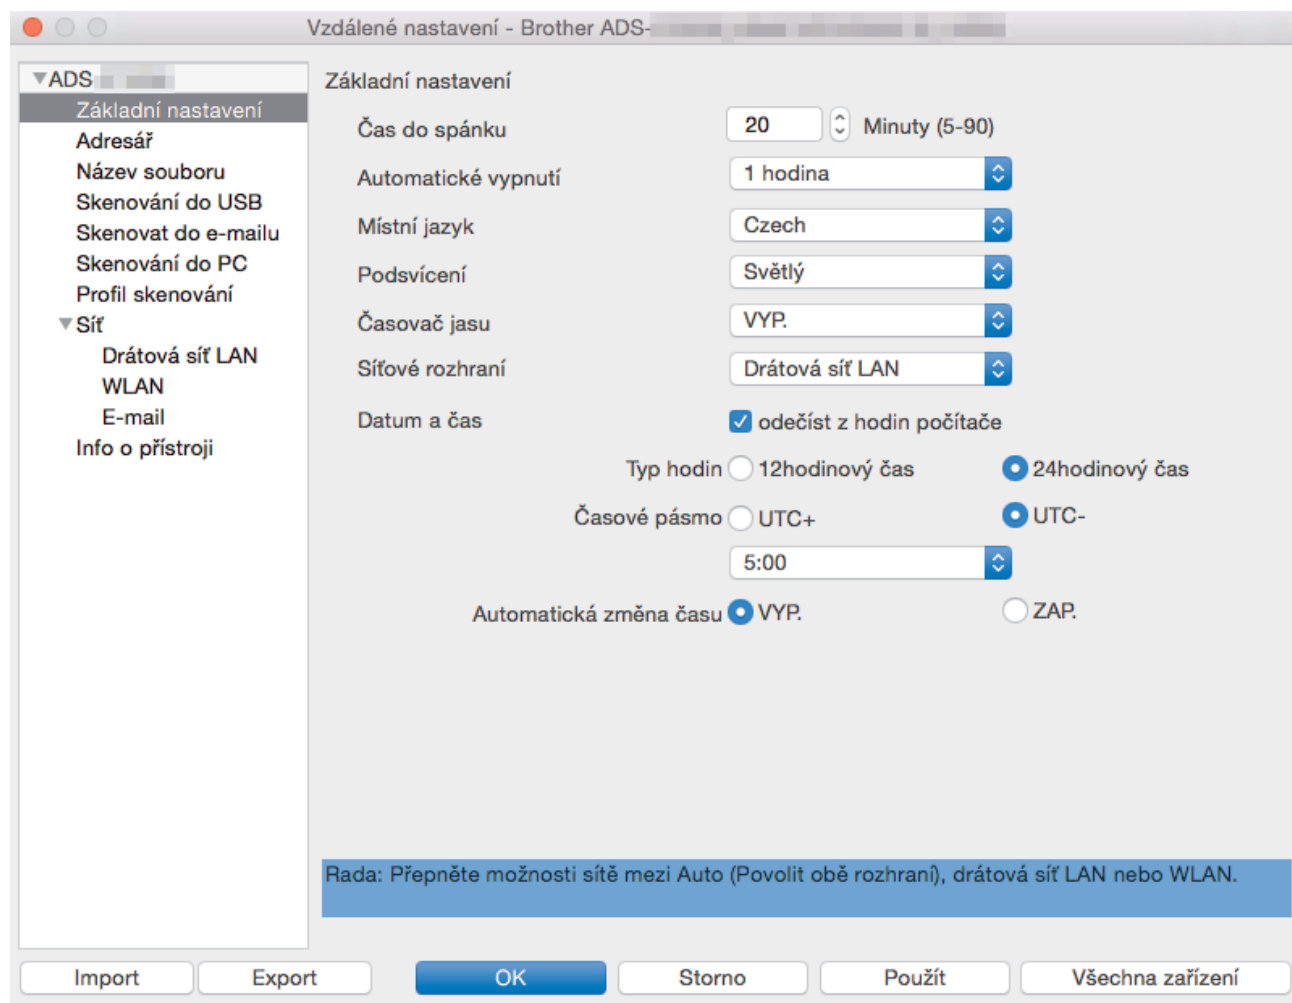 Vzdálené nastavení - Brother ADS-
ADS
Základní nastavení
Adresář
Název souboru
Skenování do USB
Skenovat do e-mailu
Skenování do PC
Profil skenování
Síť
Drátová síť LAN
WLAN
E-mail
Info o přístroji
Základní nastavení
Čas do spánku 20 Minuty (5-90)
Automatické vypnutí 1 hodina
Místní jazyk Czech
Podsvícení Světlý
Časovač jasu VYP.
Síťové rozhraní Drátová síť LAN
Datum a čas odečíst z hodin počítače
Typ hodin 12hodinový čas 24hodinový čas
Časové pásmo UTC+ UTC-
5:00
Automatická změna času VYP. ZAP.
Rada: Přepněte možnosti sítě mezi Auto (Povolit obě rozhraní), drátová síť LAN nebo WLAN.
Import Export OK Storno Použít Všechna zařízení